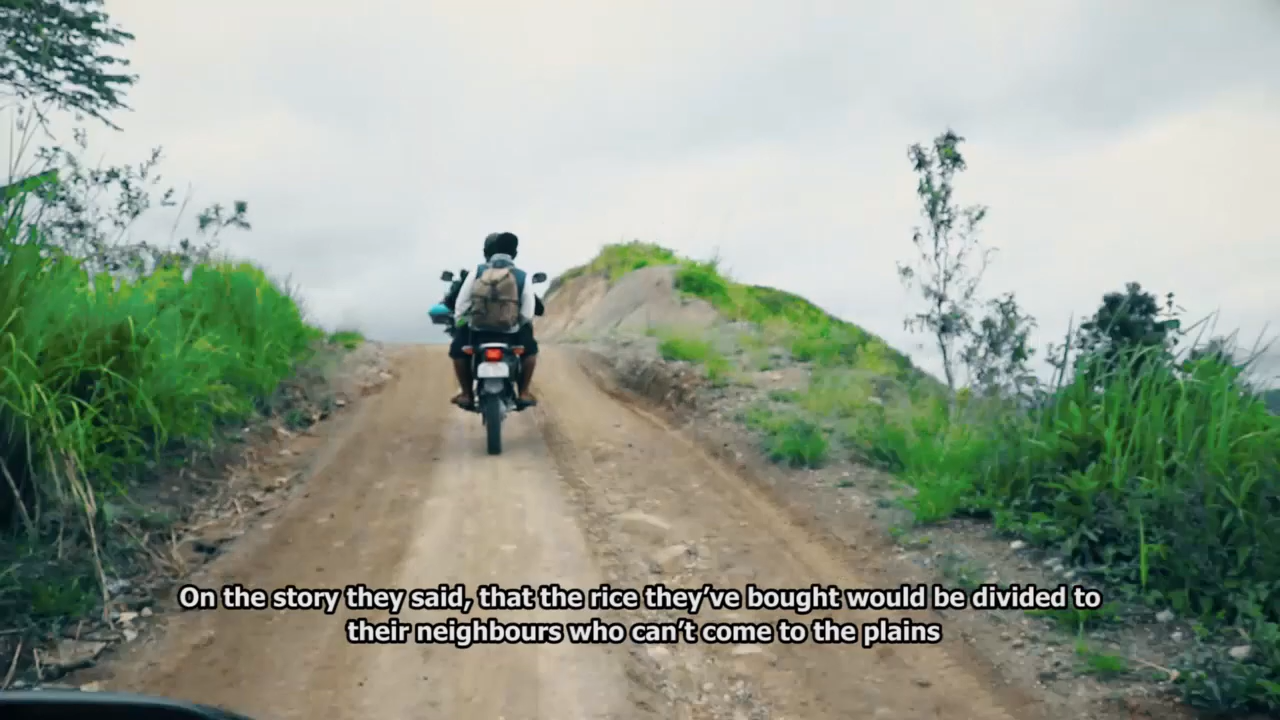 On the story they said, that the rice they've bought would be divided to
their neighbours who can't come to the plains